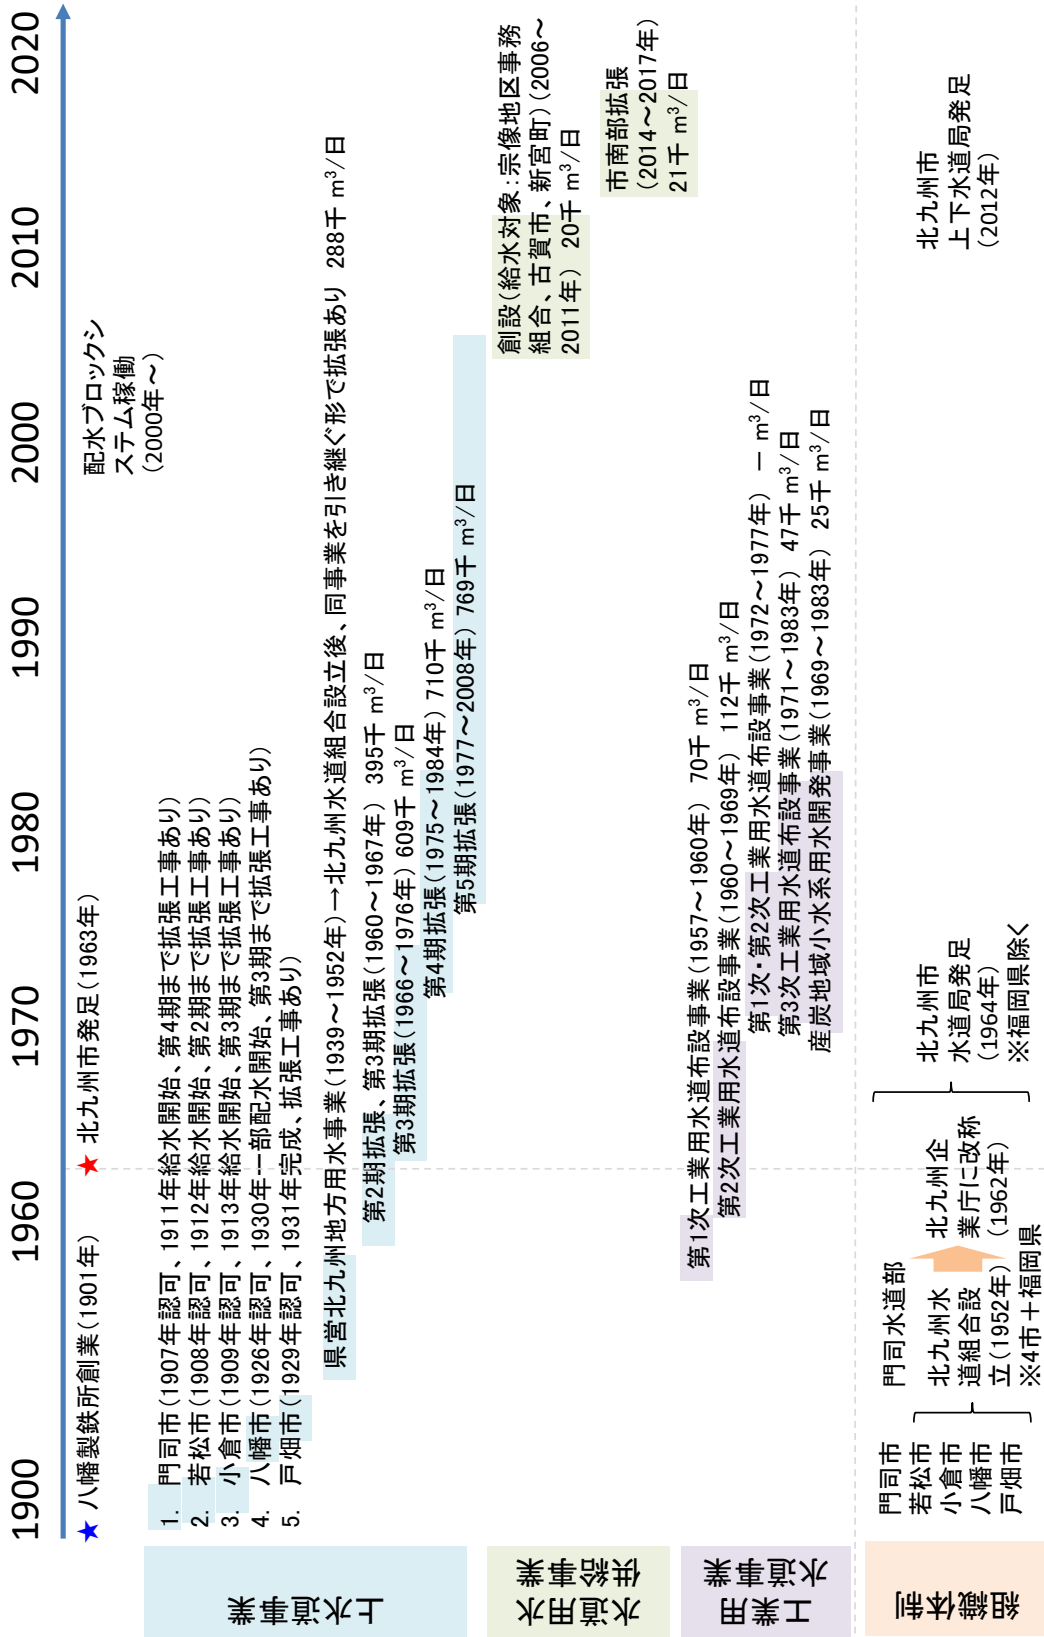 1900
1960
1970
1980
1990
2000
2010
2020
★ 八幡製鉄所創業(1901年)
★ 北九州市発足(1963年)
配水ブロックシ
ステム稼働
(2000年～)
上水道事業
1. 門司市(1907年認可、1911年給水開始、第4期まで拡張工事あり)
2. 若松市(1908年認可、1912年給水開始、第2期まで拡張工事あり)
3. 小倉市(1909年認可、1913年給水開始、第3期まで拡張工事あり)
4. 八幡市(1926年認可、1930年一部配水開始、第3期まで拡張工事あり)
5. 戸畑市(1929年認可、1931年完成、拡張工事あり)
県営北九州地方用水事業(1939～1952年)→北九州水道組合設立後、同事業を引き継ぐ形で拡張あり 288千 m³/日
第2期拡張、第3期拡張(1960～1967年) 395千 m³/日
第3期拡張(1966～1976年) 609千 m³/日
第4期拡張(1975～1984年) 710千 m³/日
第5期拡張(1977～2008年) 769千 m³/日
水道用水
供給事業
創設(給水対象:宗像地区事務
組合、古賀市、新宮町)(2006～
2011年) 20千 m³/日
市南部拡張
(2014～2017年)
21千 m³/日
工業用
水道事業
第1次工業用水道布設事業(1957～1960年) 70千 m³/日
第2次工業用水道布設事業(1960～1969年) 112千 m³/日
第1次・第2次工業用水道布設事業(1972～1977年) － m³/日
第3次工業用水道布設事業(1971～1983年) 47千 m³/日
産炭地域小水系用水開発事業(1969～1983年) 25千 m³/日
組織体制
門司市
若松市
小倉市
八幡市
戸畑市
門司水道部
北九州水
道組合設
立(1952年)
※4市＋福岡県
北九州企
業庁に改称
(1962年)
北九州市
水道局発足
(1964年)
※福岡県除く
北九州市
上下水道局発足
(2012年)